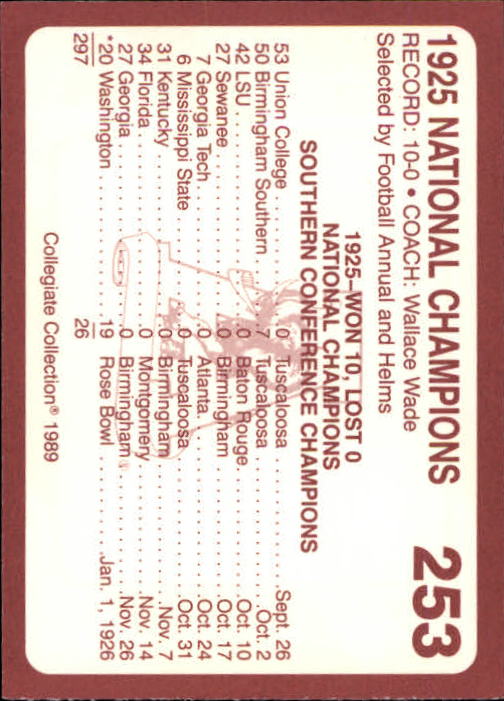 1925 NATIONAL CHAMPIONS 253
RECORD: 10-0 • COACH: Wallace Wade
Selected by Football Annual and Helms
1925–WON 10, LOST 0
NATIONAL CHAMPIONS
SOUTHERN CONFERENCE CHAMPIONS
53 Union College........ 0 Tuscaloosa........ Sept. 26
50 Birmingham Southern 7 Tuscaloosa........ Oct. 2
42 LSU........ 0 Baton Rouge........ Oct. 10
27 Sewanee........ 0 Birmingham........ Oct. 17
7 Georgia Tech........ 0 Atlanta........ Oct. 24
6 Mississippi State........ 0 Tuscaloosa........ Oct. 31
31 Kentucky........ 0 Birmingham........ Nov. 7
34 Florida........ 0 Montgomery........ Nov. 14
27 Georgia........ 0 Birmingham........ Nov. 26
*20 Washington........ 19 Rose Bowl........ Jan. 1, 1926
297 26
Collegiate Collection® 1989